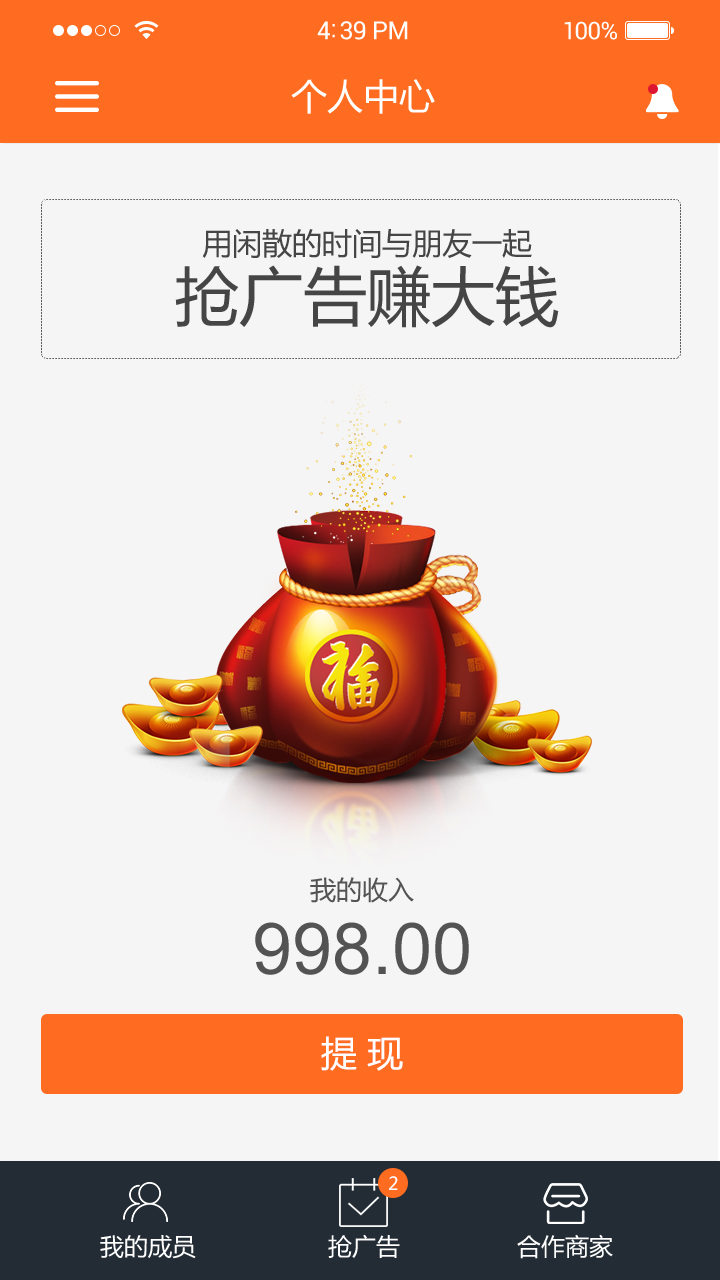 4:39 PM 100%
个人中心
用闲散的时间与朋友一起
抢广告赚大钱
福
我的收入
998.00
提现
2
我的成员 抢广告 合作商家